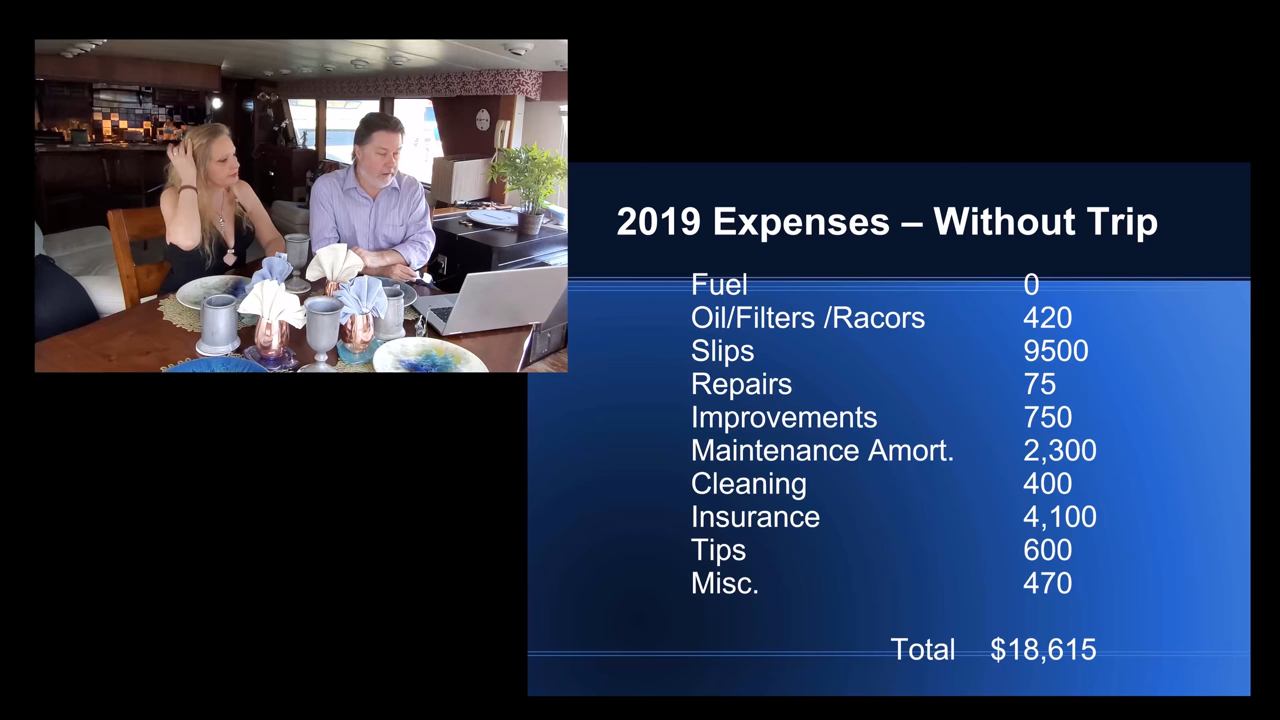 2019 Expenses – Without Trip
Fuel 0
Oil/Filters /Racors 420
Slips 9500
Repairs 75
Improvements 750
Maintenance Amort. 2,300
Cleaning 400
Insurance 4,100
Tips 600
Misc. 470
Total $18,615